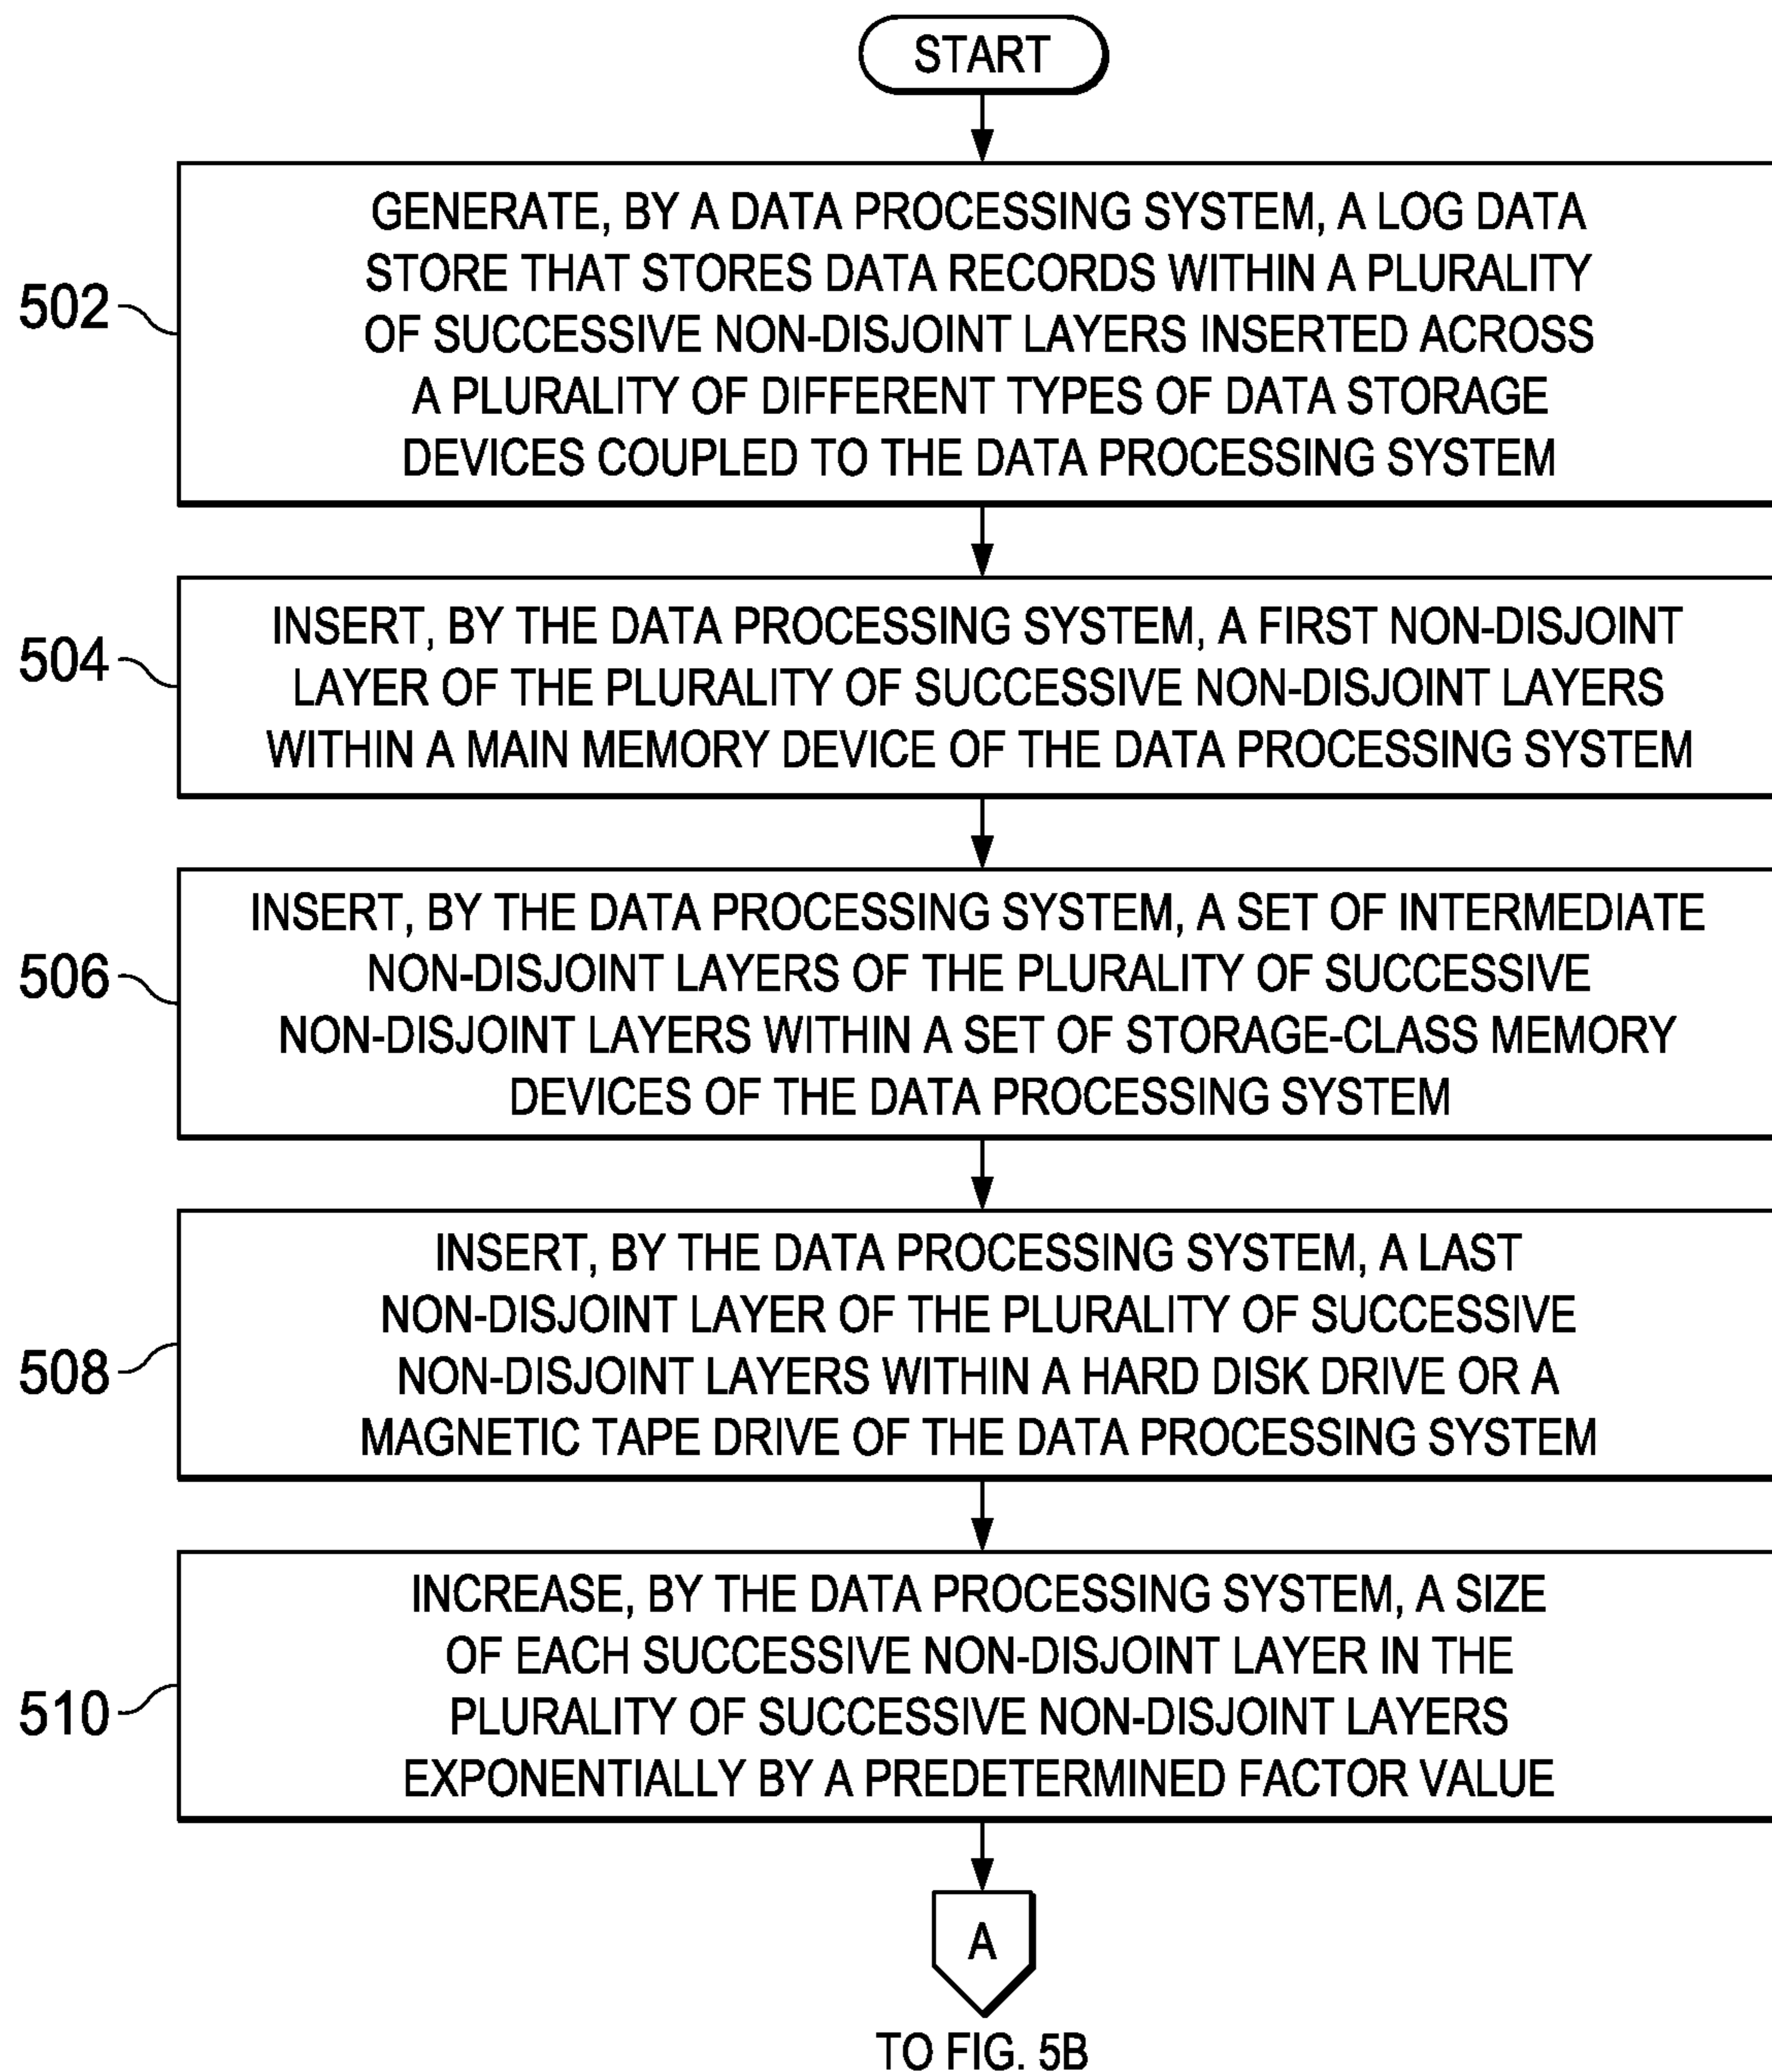 START
GENERATE, BY A DATA PROCESSING SYSTEM, A LOG DATA
STORE THAT STORES DATA RECORDS WITHIN A PLURALITY
OF SUCCESSIVE NON-DISJOINT LAYERS INSERTED ACROSS
A PLURALITY OF DIFFERENT TYPES OF DATA STORAGE
DEVICES COUPLED TO THE DATA PROCESSING SYSTEM
502
INSERT, BY THE DATA PROCESSING SYSTEM, A FIRST NON-DISJOINT
LAYER OF THE PLURALITY OF SUCCESSIVE NON-DISJOINT LAYERS
WITHIN A MAIN MEMORY DEVICE OF THE DATA PROCESSING SYSTEM
504
INSERT, BY THE DATA PROCESSING SYSTEM, A SET OF INTERMEDIATE
NON-DISJOINT LAYERS OF THE PLURALITY OF SUCCESSIVE
NON-DISJOINT LAYERS WITHIN A SET OF STORAGE-CLASS MEMORY
DEVICES OF THE DATA PROCESSING SYSTEM
506
INSERT, BY THE DATA PROCESSING SYSTEM, A LAST
NON-DISJOINT LAYER OF THE PLURALITY OF SUCCESSIVE
NON-DISJOINT LAYERS WITHIN A HARD DISK DRIVE OR A
MAGNETIC TAPE DRIVE OF THE DATA PROCESSING SYSTEM
508
INCREASE, BY THE DATA PROCESSING SYSTEM, A SIZE
OF EACH SUCCESSIVE NON-DISJOINT LAYER IN THE
PLURALITY OF SUCCESSIVE NON-DISJOINT LAYERS
EXPONENTIALLY BY A PREDETERMINED FACTOR VALUE
510
A
TO FIG. 5B